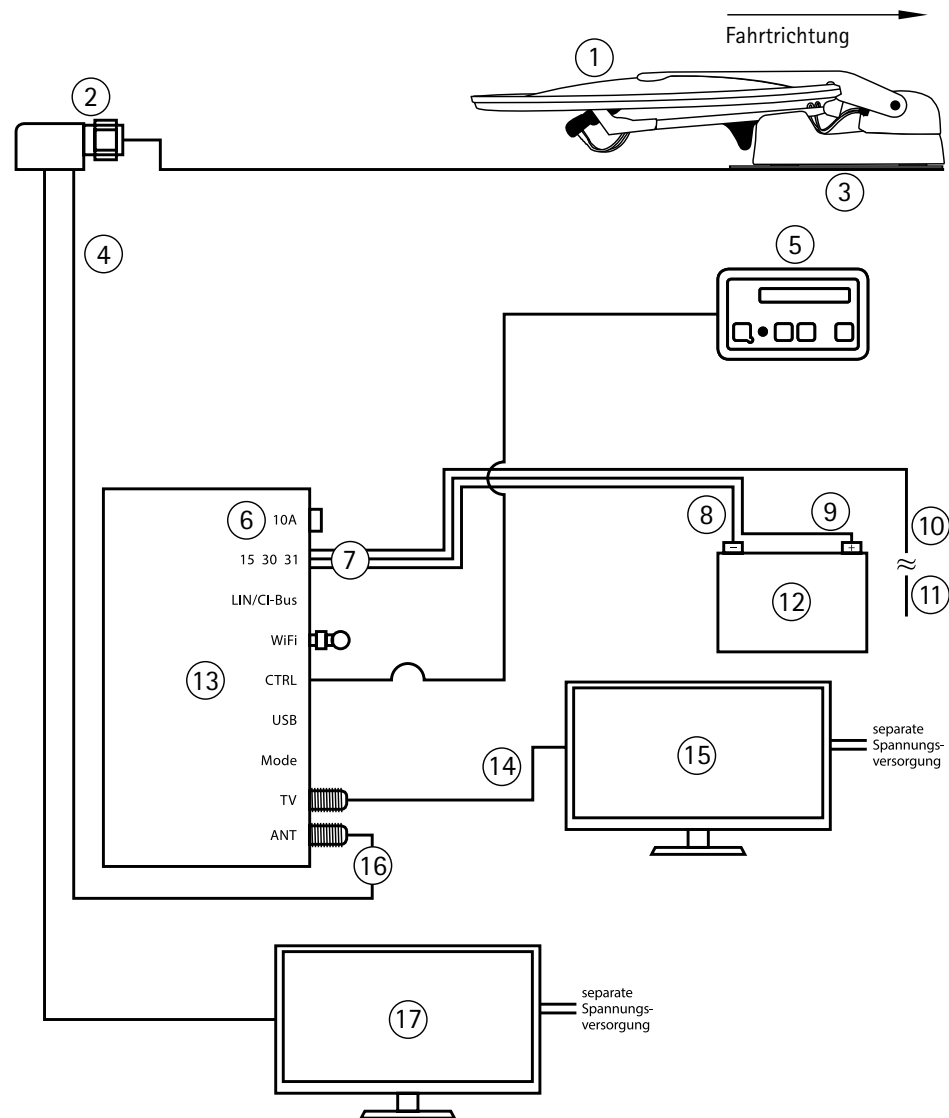 Fahrtrichtung
1
2
3
4
5
6 10A
7
15 30 31
8
9
10
11
12
LIN/CI-Bus
WiFi
13
CTRL
USB
Mode
TV
ANT
14
15
separate
Spannungs-
versorgung
16
17
separate
Spannungs-
versorgung